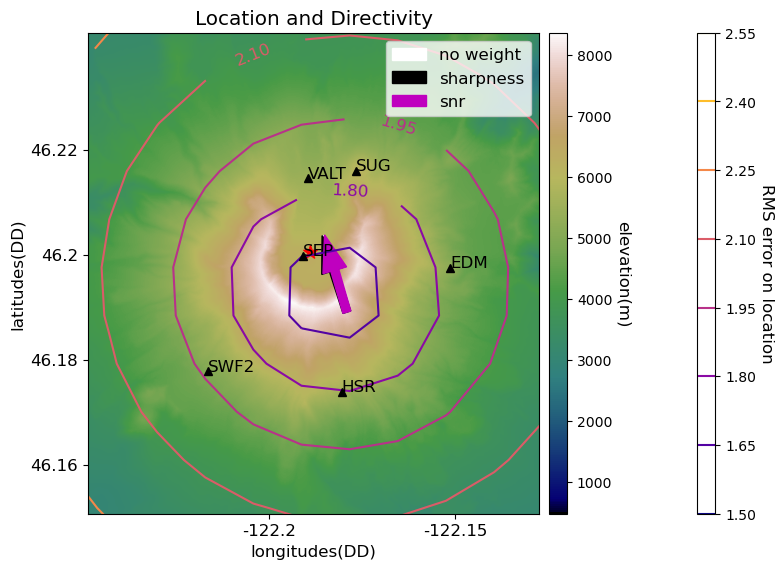 Location and Directivity
no weight
sharpness
snr
2.10
1.95
1.80
VALT
SUG
SEP
EDM
SWF2
HSR
46.22
46.2
46.18
46.16
latitudes(DD)
-122.2
-122.15
longitudes(DD)
8000
7000
6000
5000
4000
3000
2000
1000
elevation(m)
2.55
2.40
2.25
2.10
1.95
1.80
1.65
1.50
RMS error on location